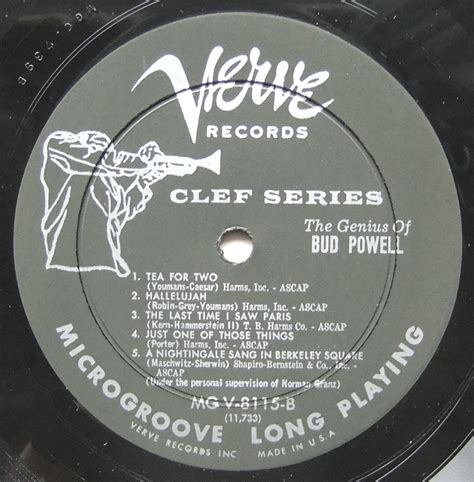 Verve
RECORDS
CLEF SERIES
The Genius Of
BUD POWELL
1. TEA FOR TWO
(Youmans-Caesar) Harms, Inc. - ASCAP
2. HALLELUJAH
(Robin-Grey-Youmans) Harms, Inc. - ASCAP
3. THE LAST TIME I SAW PARIS
(Kern-Hammerstein II) T. B. Harms Co. - ASCAP
4. JUST ONE OF THOSE THINGS
(Porter) Harms, Inc. - ASCAP
5. A NIGHTINGALE SANG IN BERKELEY SQUARE
(Maschwitz-Sherwin) Shapiro-Bernstein & Co., Inc. - ASCAP
(Under the personal supervision of Norman Granz)
MG V-8115-B
(11,733)
MICROGROOVE LONG PLAYING
VERVE RECORDS INC MADE IN U.S.A.